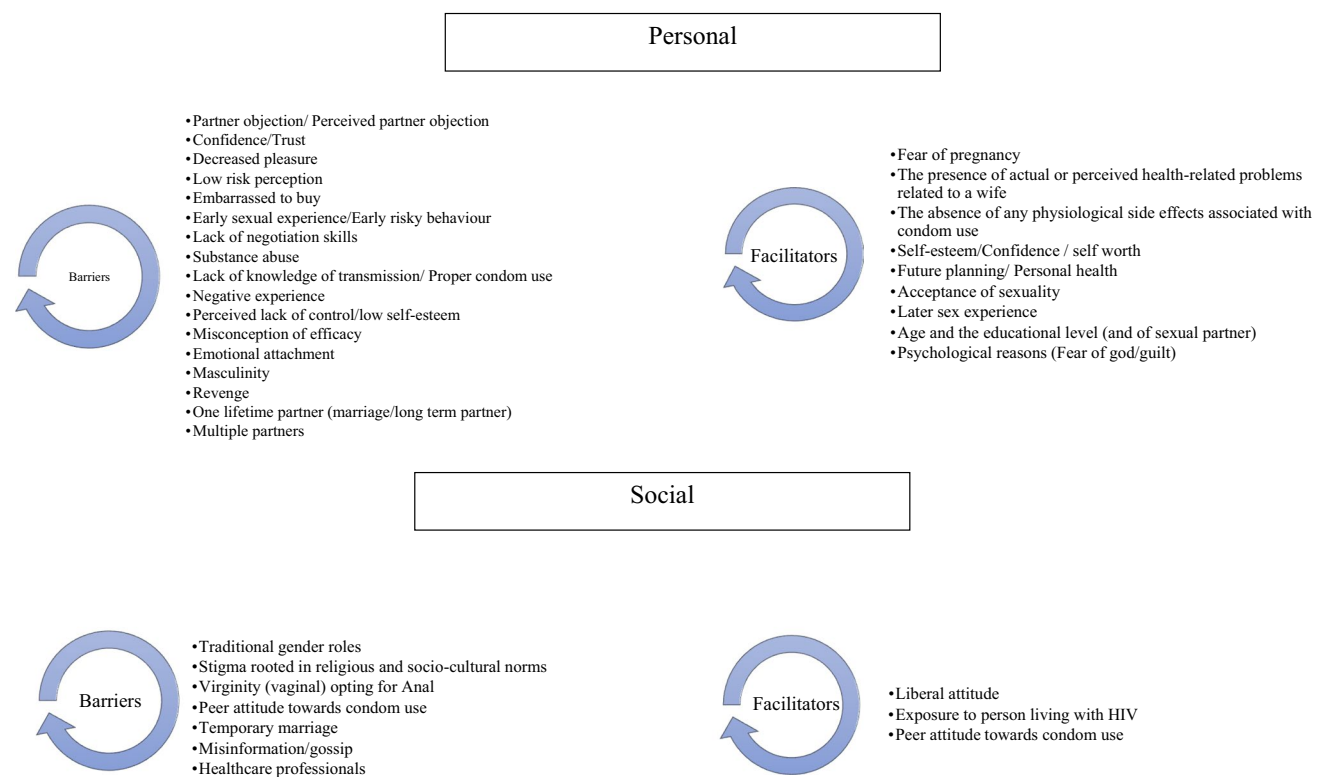 Personal
Barriers
•Partner objection/ Perceived partner objection
•Confidence/Trust
•Decreased pleasure
•Low risk perception
•Embarrassed to buy
•Early sexual experience/Early risky behaviour
•Lack of negotiation skills
•Substance abuse
•Lack of knowledge of transmission/ Proper condom use
•Negative experience
•Perceived lack of control/low self-esteem
•Misconception of efficacy
•Emotional attachment
•Masculinity
•Revenge
•One lifetime partner (marriage/long term partner)
•Multiple partners
Facilitators
•Fear of pregnancy
•The presence of actual or perceived health-related problems
related to a wife
•The absence of any physiological side effects associated with
condom use
•Self-esteem/Confidence / self worth
•Future planning/ Personal health
•Acceptance of sexuality
•Later sex experience
•Age and the educational level (and of sexual partner)
•Psychological reasons (Fear of god/guilt)
Social
Barriers
•Traditional gender roles
•Stigma rooted in religious and socio-cultural norms
•Virginity (vaginal) opting for Anal
•Peer attitude towards condom use
•Temporary marriage
•Misinformation/gossip
•Healthcare professionals
Facilitators
•Liberal attitude
•Exposure to person living with HIV
•Peer attitude towards condom use